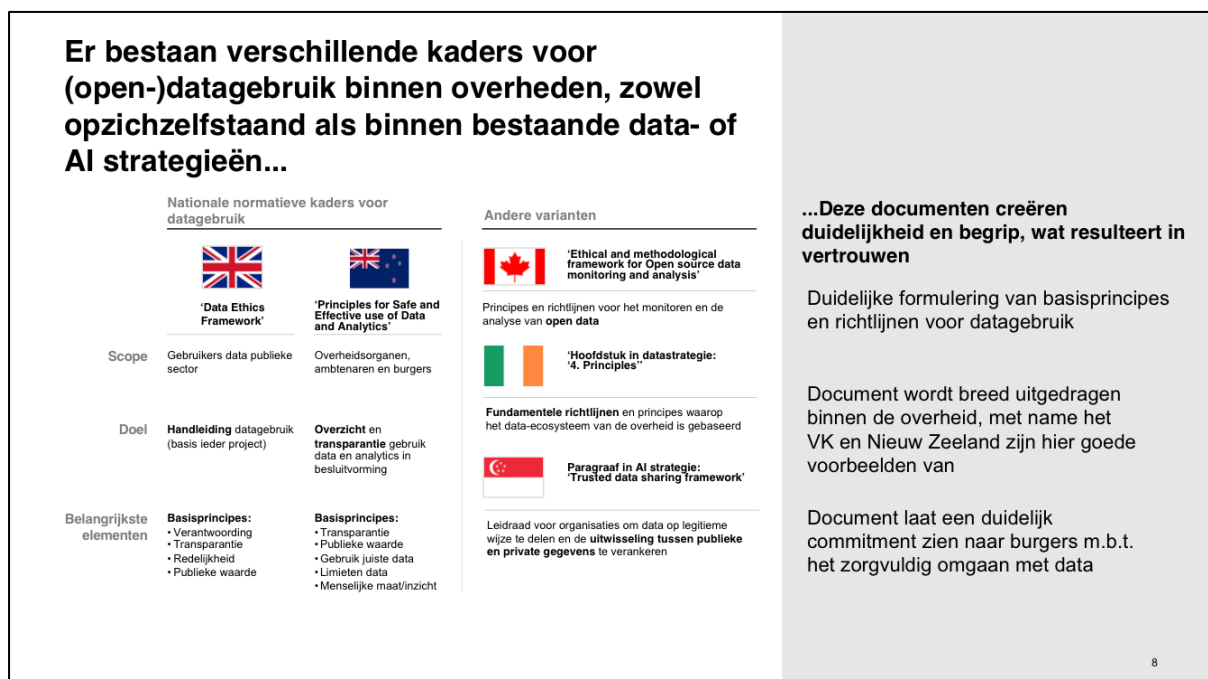 Er bestaan verschillende kaders voor
(open-)datagebruik binnen overheden, zowel
opzichzelfstaand als binnen bestaande data- of
AI strategieën...
Nationale normatieve kaders voor
datagebruik
Andere varianten
‘Data Ethics
Framework’
‘Principles for Safe and
Effective use of Data
and Analytics’
Scope
Gebruikers data publieke
sector
Overheidsorganen,
ambtenaren en burgers
Doel
Handleiding datagebruik
(basis ieder project)
Overzicht en
transparantie gebruik
data en analytics in
besluitvorming
Belangrijkste
elementen
Basisprincipes:
• Verantwoording
• Transparantie
• Redelijkheid
• Publieke waarde
Basisprincipes:
• Transparantie
• Publieke waarde
• Gebruik juiste data
• Limieten data
• Menselijke maat/inzicht
‘Ethical and methodological
framework for Open source data
monitoring and analysis’
Principes en richtlijnen voor het monitoren en de
analyse van open data
‘Hoofdstuk in datastrategie:
‘4. Principles’’
Fundamentele richtlijnen en principes waarop
het data-ecosysteem van de overheid is gebaseerd
Paragraaf in AI strategie:
‘Trusted data sharing framework’
Leidraad voor organisaties om data op legitieme
wijze te delen en de uitwisseling tussen publieke
en private gegevens te verankeren
...Deze documenten creëren
duidelijkheid en begrip, wat resulteert in
vertrouwen
Duidelijke formulering van basisprincipes
en richtlijnen voor datagebruik
Document wordt breed uitgedragen
binnen de overheid, met name het
VK en Nieuw Zeeland zijn hier goede
voorbeelden van
Document laat een duidelijk
commitment zien naar burgers m.b.t.
het zorgvuldig omgaan met data
8